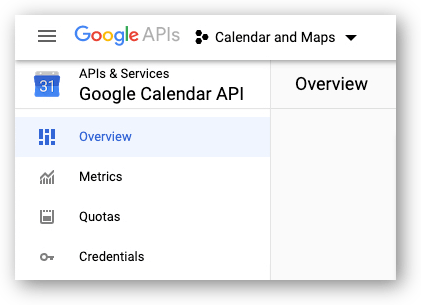 Google APIs Calendar and Maps
31
APIs & Services
Google Calendar API
Overview
Overview
Metrics
Quotas
Credentials